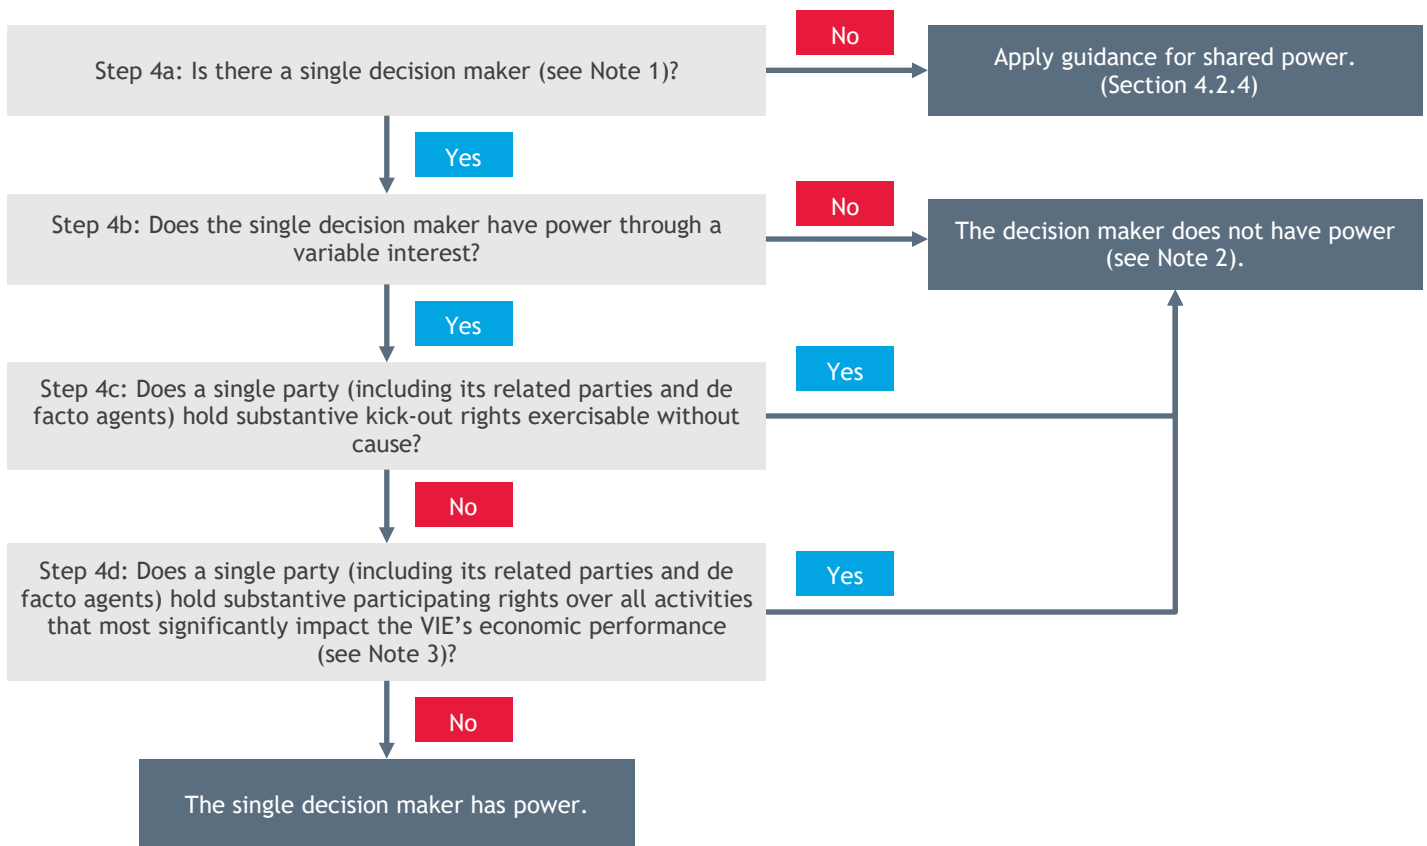 Step 4a: Is there a single decision maker (see Note 1)?
No
Apply guidance for shared power.
(Section 4.2.4)
Yes
Step 4b: Does the single decision maker have power through a
variable interest?
No
The decision maker does not have power
(see Note 2).
Yes
Step 4c: Does a single party (including its related parties and de
facto agents) hold substantive kick-out rights exercisable without
cause?
Yes
No
Step 4d: Does a single party (including its related parties and de
facto agents) hold substantive participating rights over all activities
that most significantly impact the VIE’s economic performance
(see Note 3)?
Yes
No
The single decision maker has power.